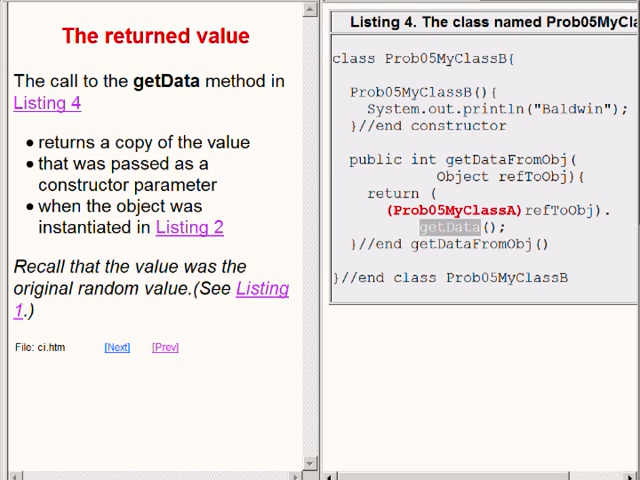 The returned value
The call to the getData method in
Listing 4
• returns a copy of the value
• that was passed as a
constructor parameter
• when the object was
instantiated in Listing 2
Recall that the value was the
original random value.(See Listing
1.)
File: ci.htm [Next] [Prev]
Listing 4. The class named Prob05MyCla
class Prob05MyClassB{
Prob05MyClassB(){
System.out.println("Baldwin");
}//end constructor
public int getDataFromObj(
Object refToObj){
return (
(Prob05MyClassA)refToObj).
getData();
}//end getDataFromObj()
}//end class Prob05MyClassB